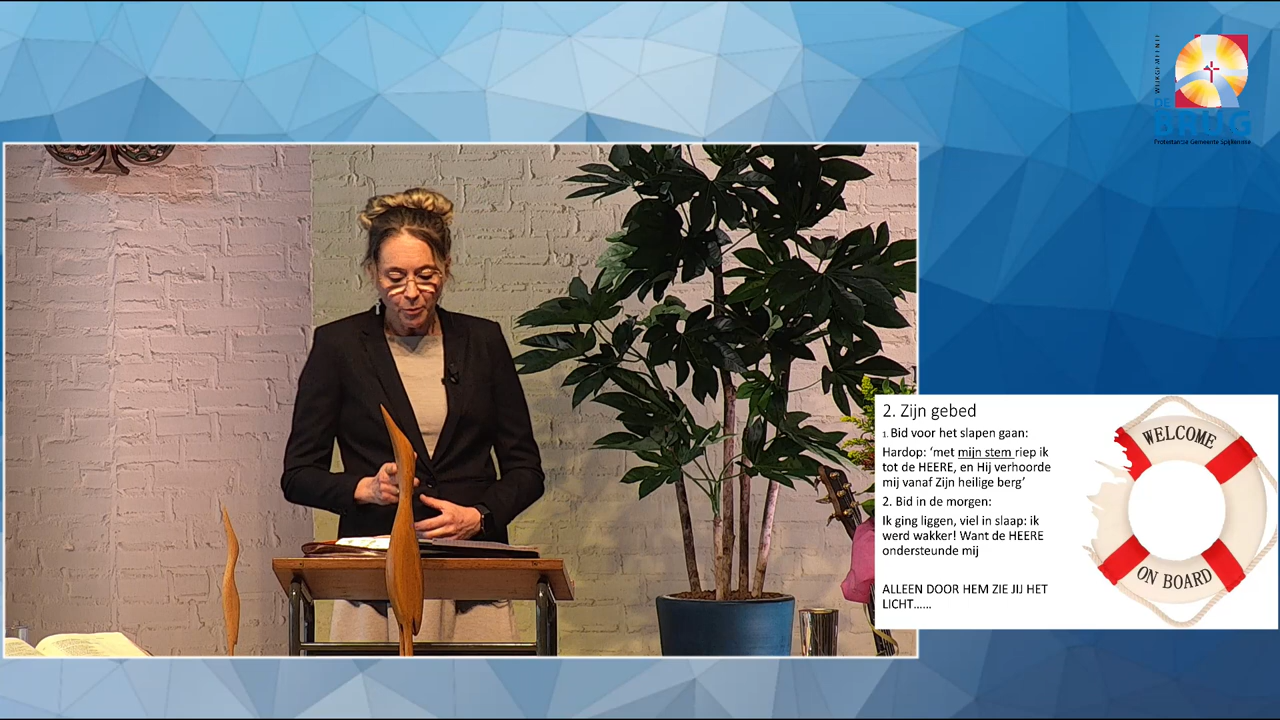 WIJKGEMEENTE
DE
BRUG
Protestantse Gemeente Spijkenisse
2. Zijn gebed
1. Bid voor het slapen gaan:
Hardop: ‘met mijn stem riep ik
tot de HEERE, en Hij verhoorde
mij vanaf Zijn heilige berg’
2. Bid in de morgen:
Ik ging liggen, viel in slaap: ik
werd wakker! Want de HEERE
ondersteunde mij
ALLEEN DOOR HEM ZIE JIJ HET
LICHT......
WELCOME
ON BOARD